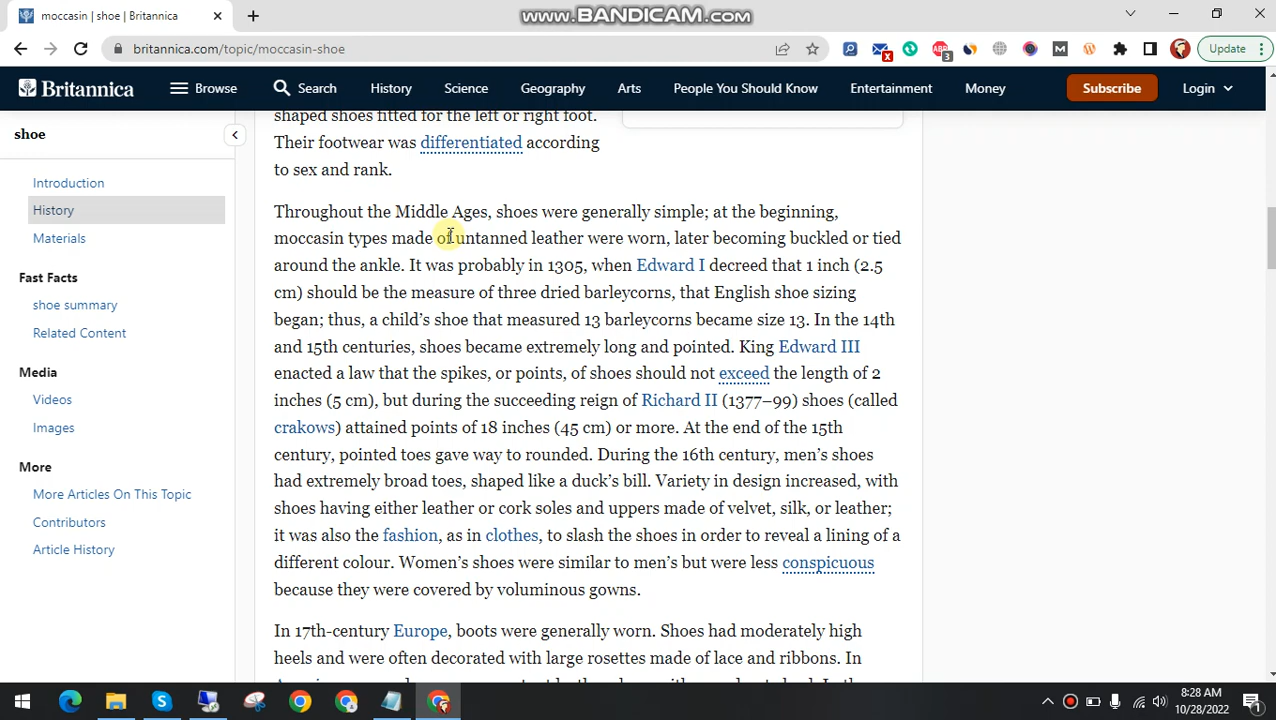 moccasin | shoe | Britannica
www.BANDICAM.com
britannica.com/topic/moccasin-shoe
Update
Britannica
Browse
Search
History
Science
Geography
Arts
People You Should Know
Entertainment
Money
Subscribe
Login
shoe
Introduction
History
Materials
Fast Facts
shoe summary
Related Content
Media
Videos
Images
More
More Articles On This Topic
Contributors
Article History
shaped shoes fitted for the left or right foot.
Their footwear was differentiated according
to sex and rank.
Throughout the Middle Ages, shoes were generally simple; at the beginning,
moccasin types made of untanned leather were worn, later becoming buckled or tied
around the ankle. It was probably in 1305, when Edward I decreed that 1 inch (2.5
cm) should be the measure of three dried barleycorns, that English shoe sizing
began; thus, a child’s shoe that measured 13 barleycorns became size 13. In the 14th
and 15th centuries, shoes became extremely long and pointed. King Edward III
enacted a law that the spikes, or points, of shoes should not exceed the length of 2
inches (5 cm), but during the succeeding reign of Richard II (1377–99) shoes (called
crakows) attained points of 18 inches (45 cm) or more. At the end of the 15th
century, pointed toes gave way to rounded. During the 16th century, men’s shoes
had extremely broad toes, shaped like a duck’s bill. Variety in design increased, with
shoes having either leather or cork soles and uppers made of velvet, silk, or leather;
it was also the fashion, as in clothes, to slash the shoes in order to reveal a lining of a
different colour. Women’s shoes were similar to men’s but were less conspicuous
because they were covered by voluminous gowns.
In 17th-century Europe, boots were generally worn. Shoes had moderately high
heels and were often decorated with large rosettes made of lace and ribbons. In
8:28 AM
10/28/2022